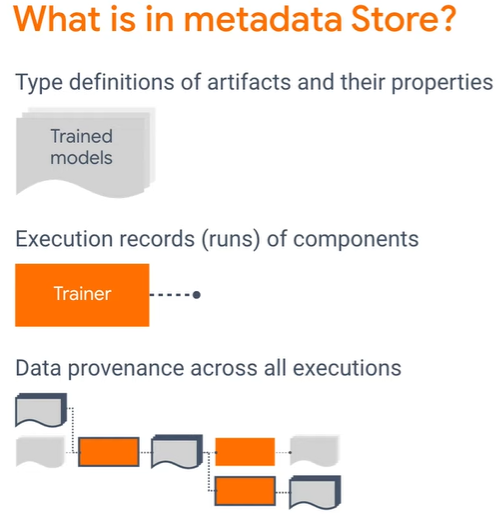 What is in metadata Store?
Type definitions of artifacts and their properties
Trained
models
Execution records (runs) of components
Trainer
Data provenance across all executions